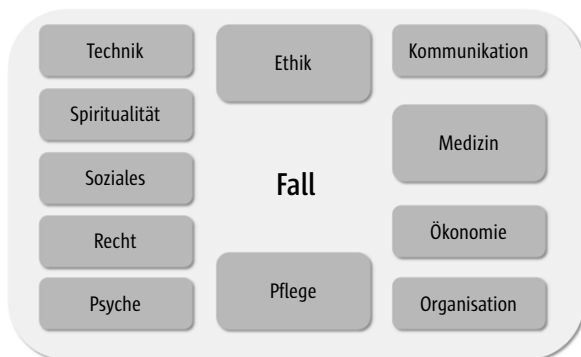 Technik
Spiritualität
Soziales
Recht
Psyche
Ethik
Fall
Pflege
Kommunikation
Medizin
Ökonomie
Organisation